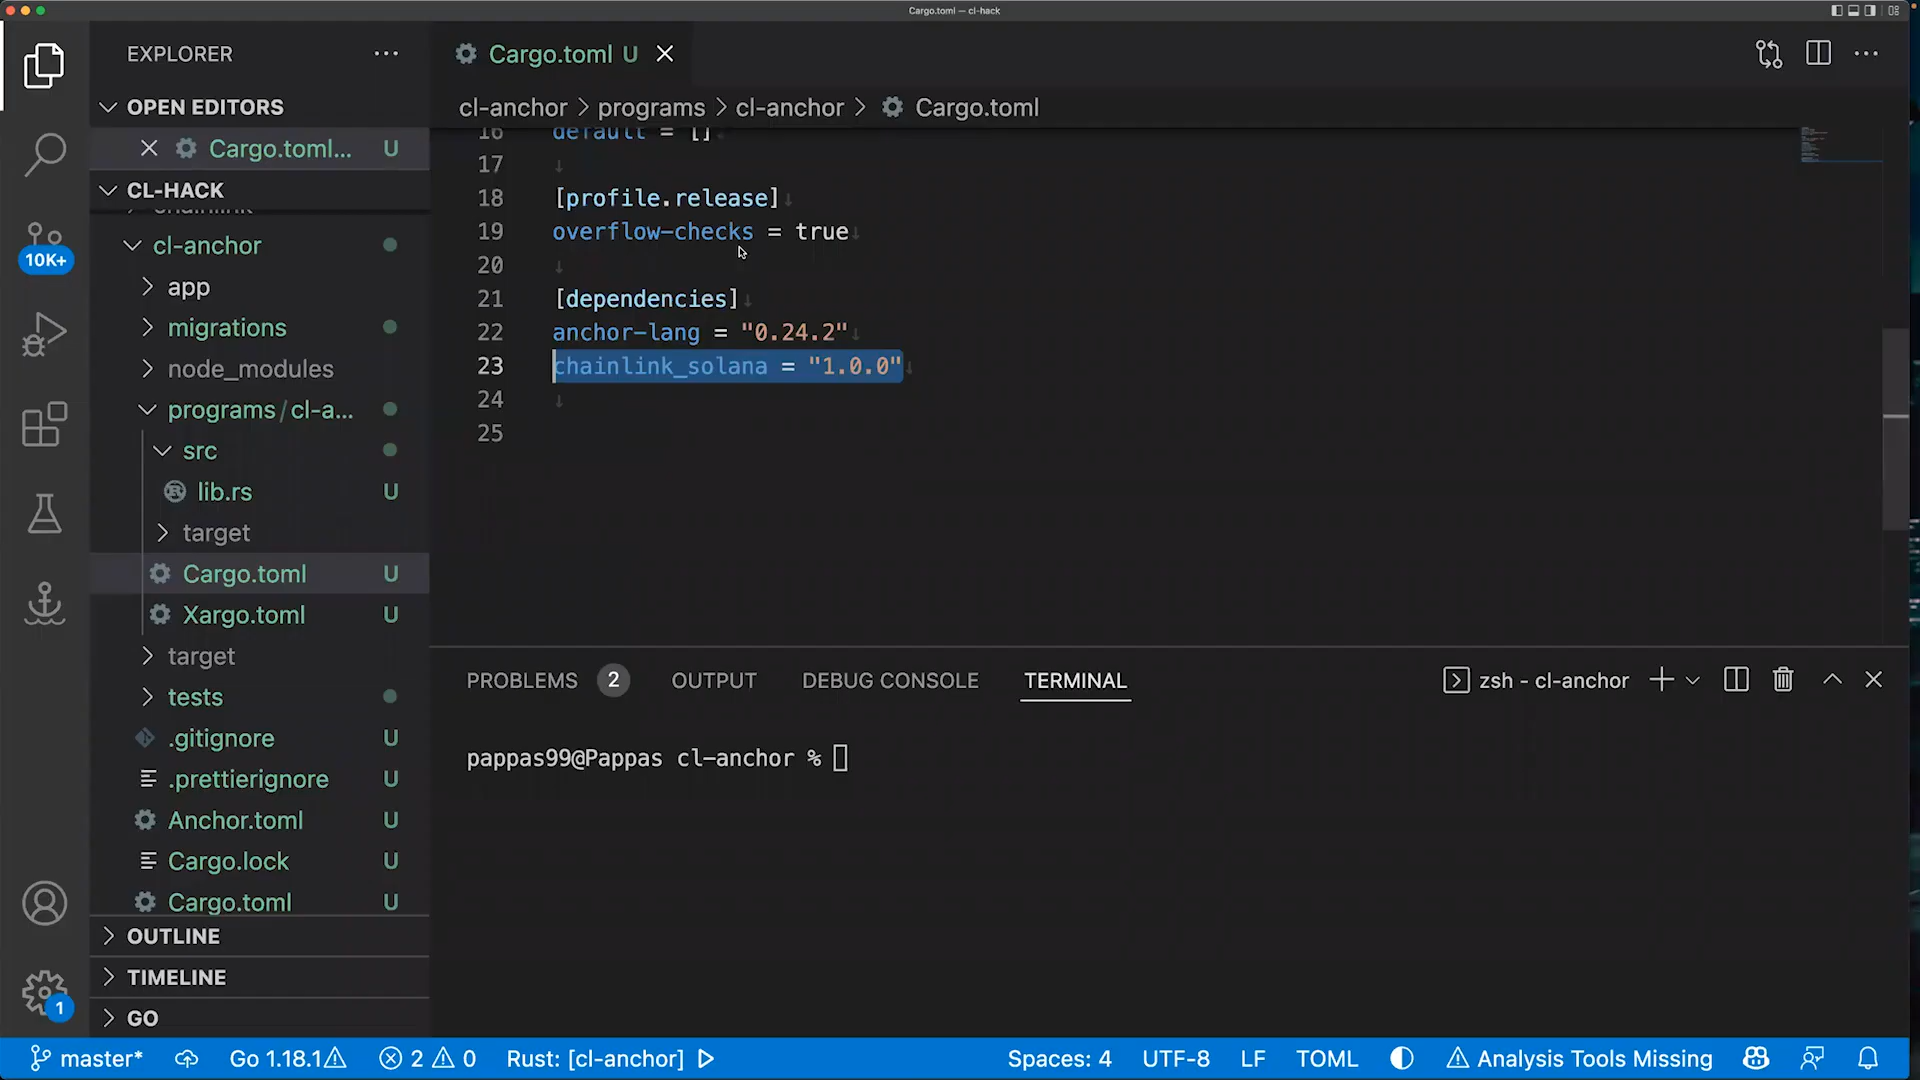 Cargo.toml — cl-hack
EXPLORER
Cargo.toml U
OPEN EDITORS
cl-anchor > programs > cl-anchor > Cargo.toml
Cargo.toml... U
CL-HACK
chainlink
cl-anchor
app
migrations
node_modules
programs/cl-a...
src
lib.rs U
target
Cargo.toml U
Xargo.toml U
target
tests
.gitignore U
.prettierignore U
Anchor.toml U
Cargo.lock U
Cargo.toml U
OUTLINE
TIMELINE
GO
10K+
1
16 default = []
17
18 [profile.release]
19 overflow-checks = true
20
21 [dependencies]
22 anchor-lang = "0.24.2"
23 chainlink_solana = "1.0.0"
24
25
PROBLEMS 2 OUTPUT DEBUG CONSOLE TERMINAL zsh - cl-anchor
pappas99@Pappas cl-anchor %
master* Go 1.18.1 2 0 Rust: [cl-anchor] Spaces: 4 UTF-8 LF TOML Analysis Tools Missing